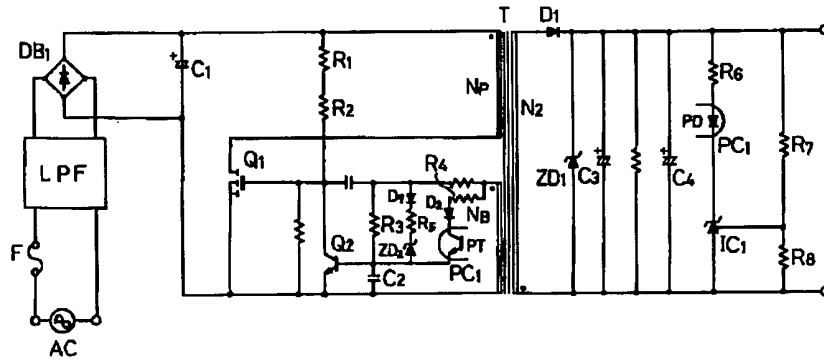 T
D1
DB1
C1
R1
R2
NP
N2
R6
PD
PC1
R7
LPF
Q1
R4
ZD1
C3
C4
D1
D2
NB
R3
R5
IC1
F
Q2
ZD2
PT
R8
C2
PC1
AC